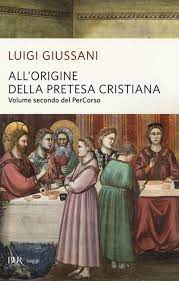 LUIGI GIUSSANI
ALL'ORIGINE
DELLA PRETESA CRISTIANA
Volume secondo del PerCorso
BUR saggi